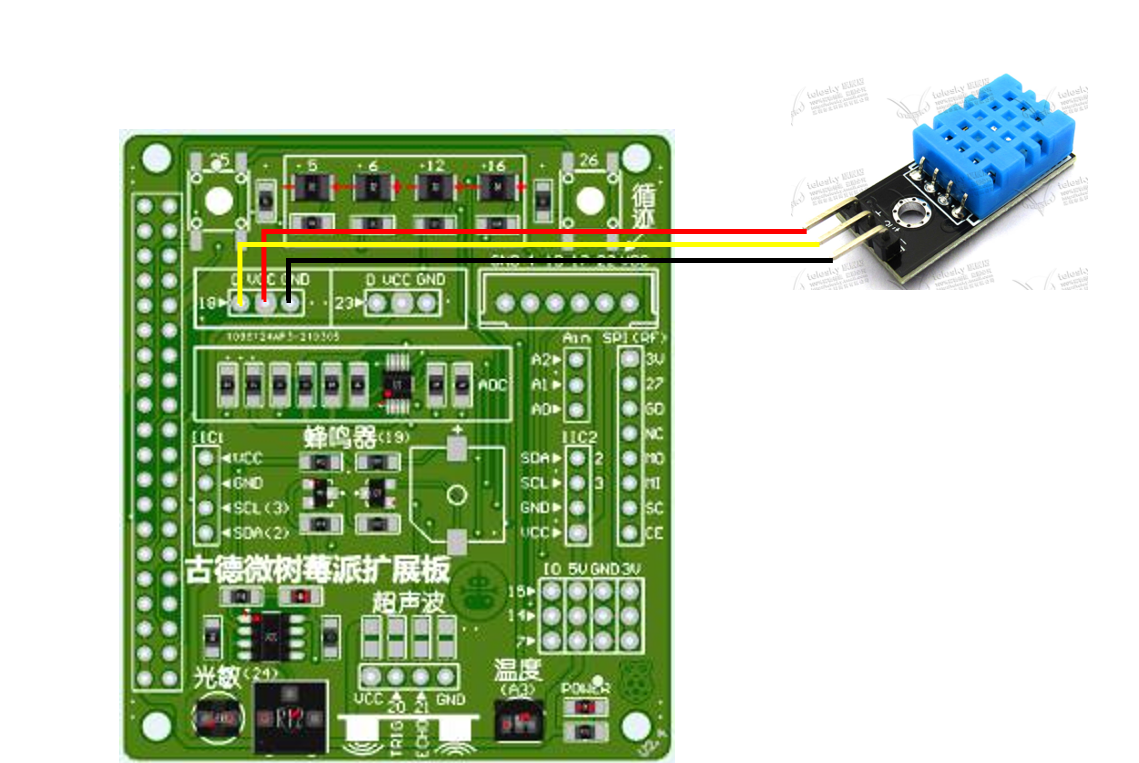 25
5
6
12
16
26
循迹
D VCC GND
D VCC GND
18
23
Ain
SPI(RF)
A2
A1
A0
3V
27
GD
NC
MO
MI
SC
CE
ADC
IIC1
VCC
GND
SCL(3)
SDA(2)
蜂鸣器(19)
+
IIC2
SDA 2
SCL 3
GND
VCC
古德微树莓派扩展板
IO 5V GND 3V
15
14
7
超声波
VCC
TRIG 20
ECHO 21
GND
光敏(24)
R12
温度
(A3)
POWER